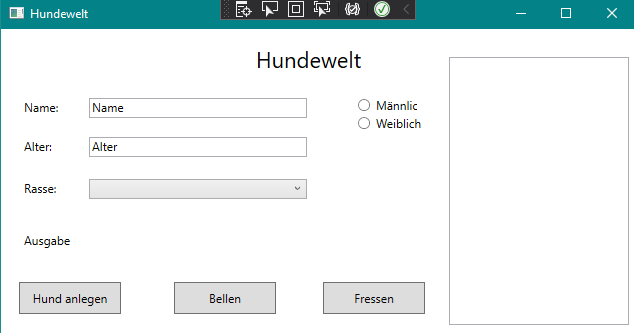 Hundewelt
Hundewelt
Name: Name
Männlic
Weiblich
Alter: Alter
Rasse:
Ausgabe
Hund anlegen Bellen Fressen